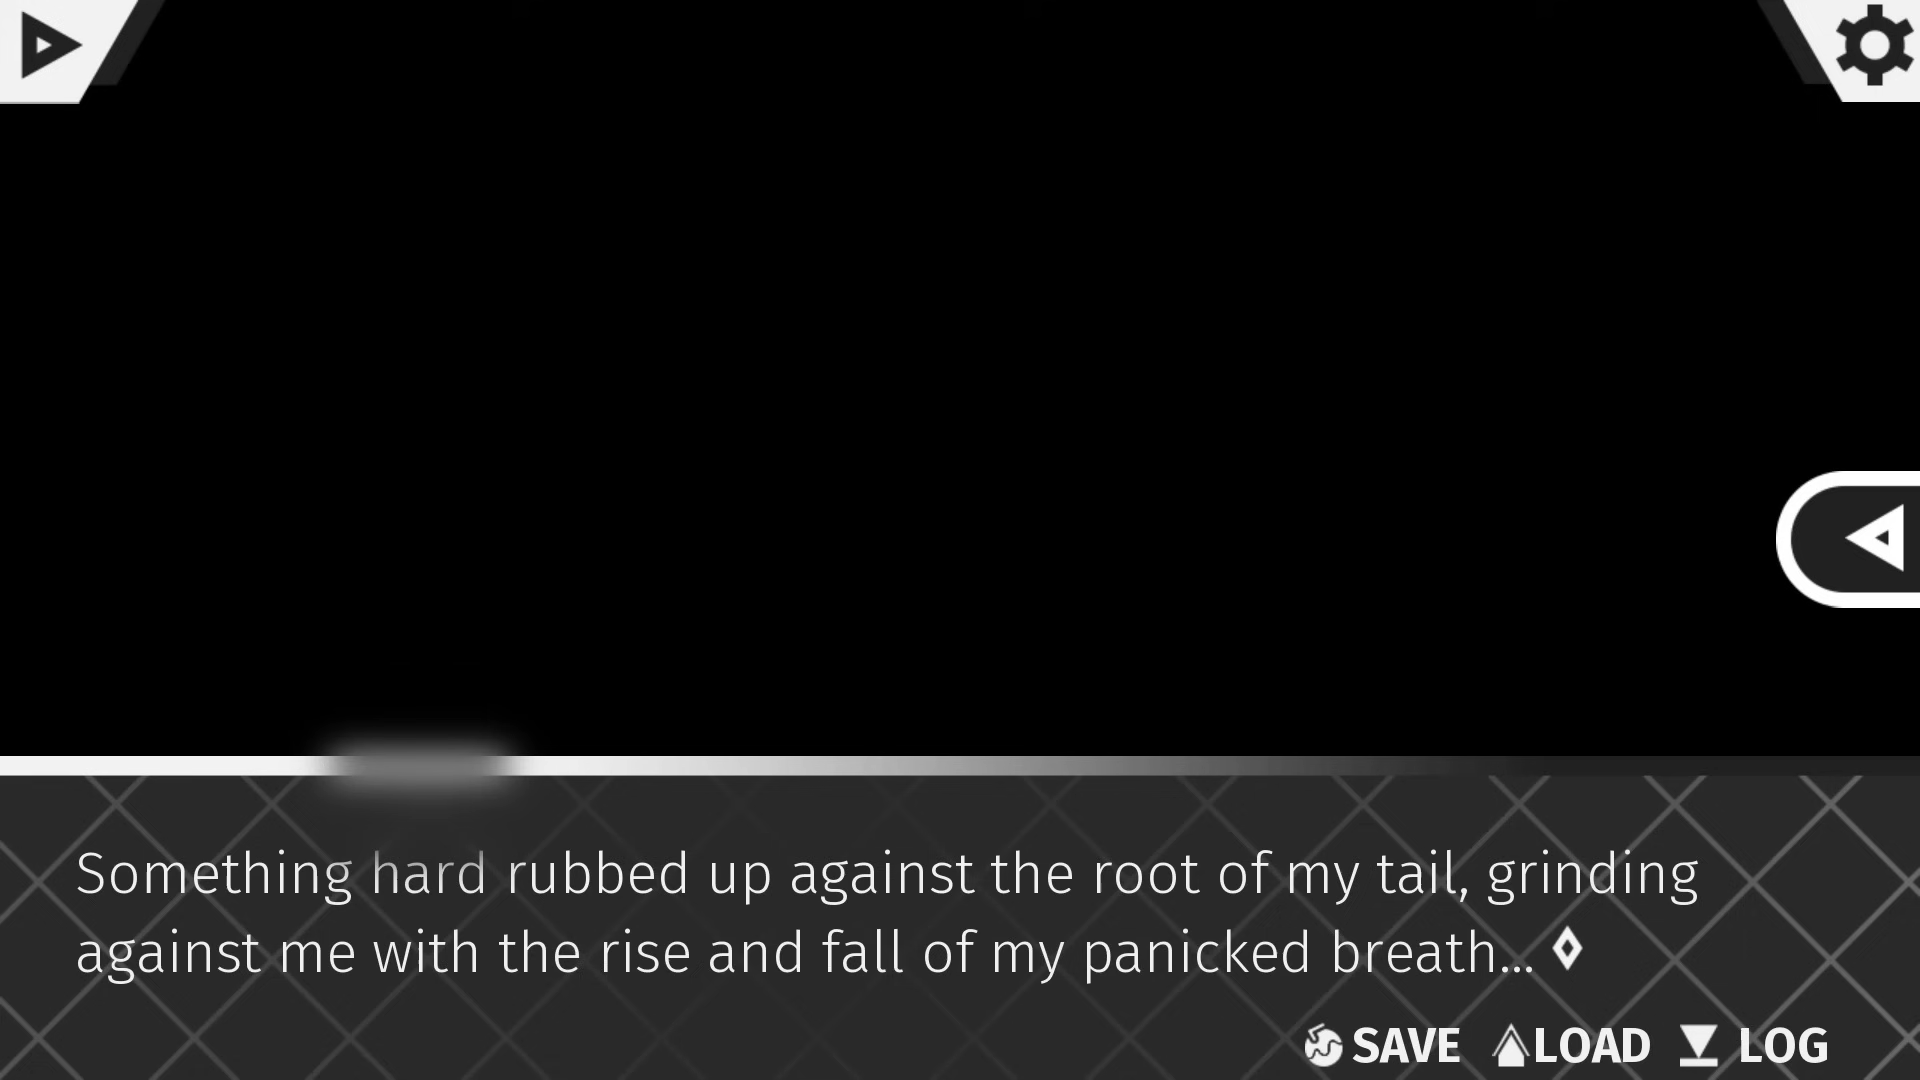 Something hard rubbed up against the root of my tail, grinding
against me with the rise and fall of my panicked breath...
SAVE LOAD LOG